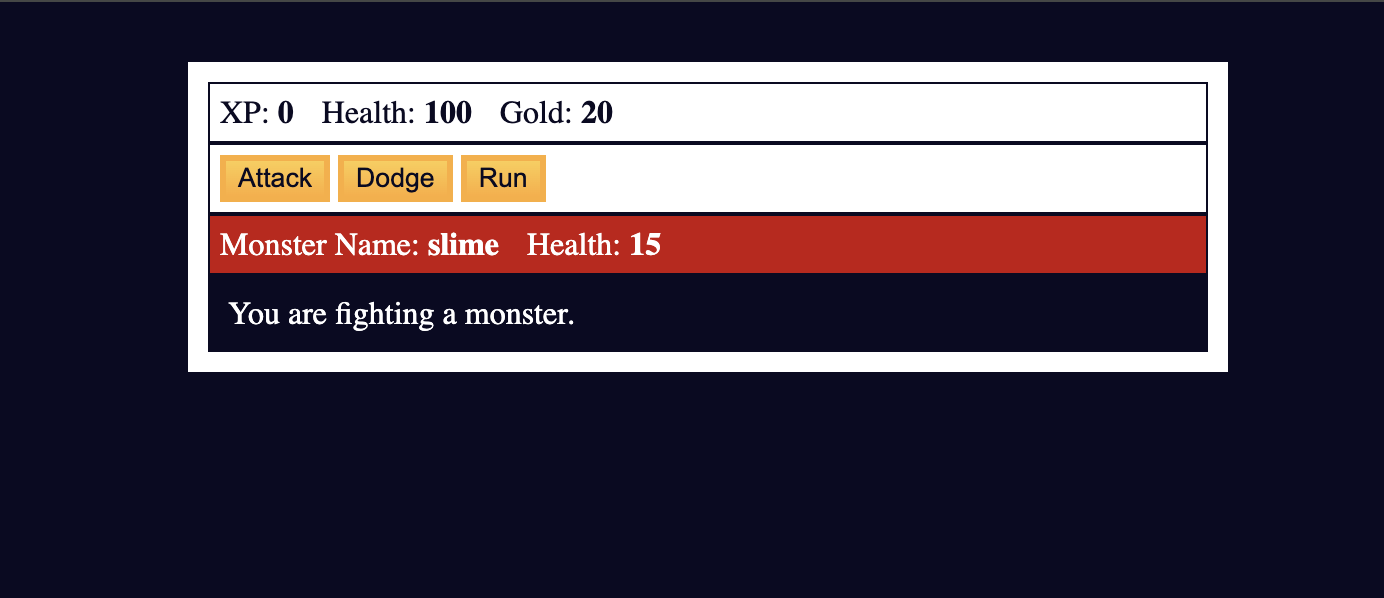 XP: 0 Health: 100 Gold: 20
Attack Dodge Run
Monster Name: slime Health: 15
You are fighting a monster.